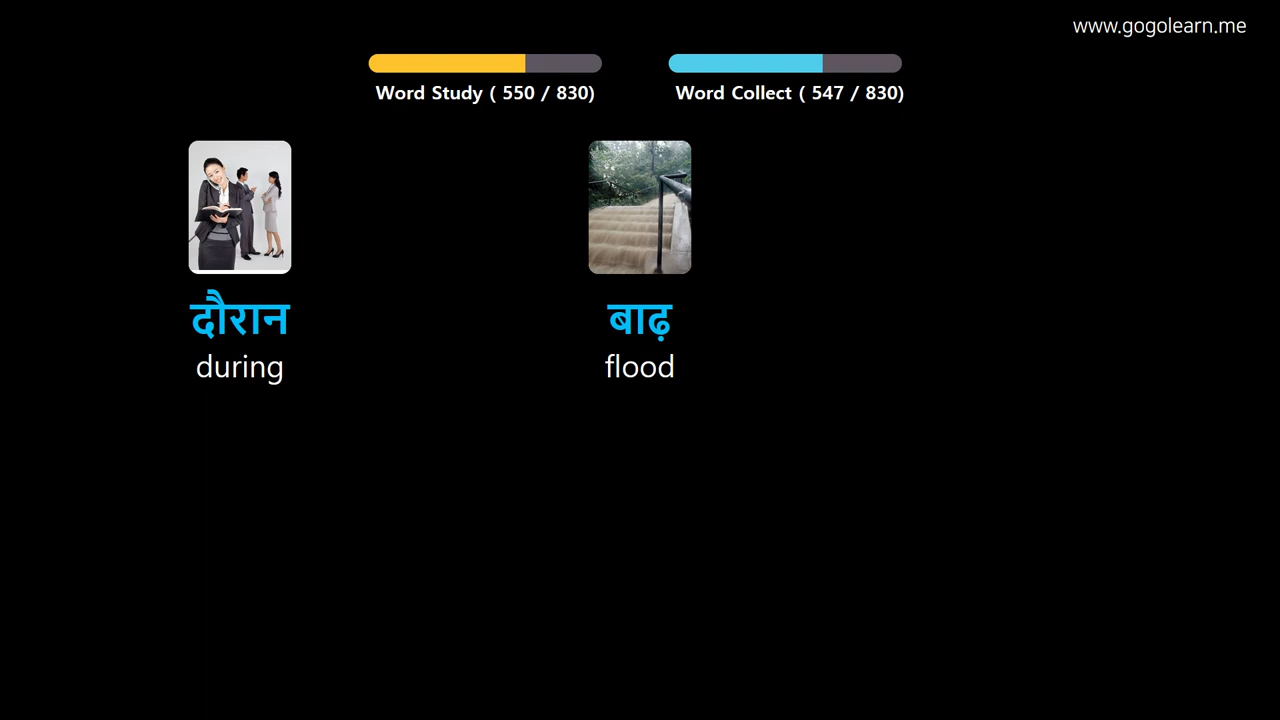 www.gogolearn.me
Word Study ( 550 / 830)
Word Collect ( 547 / 830)
दौरान
during
बाढ़
flood